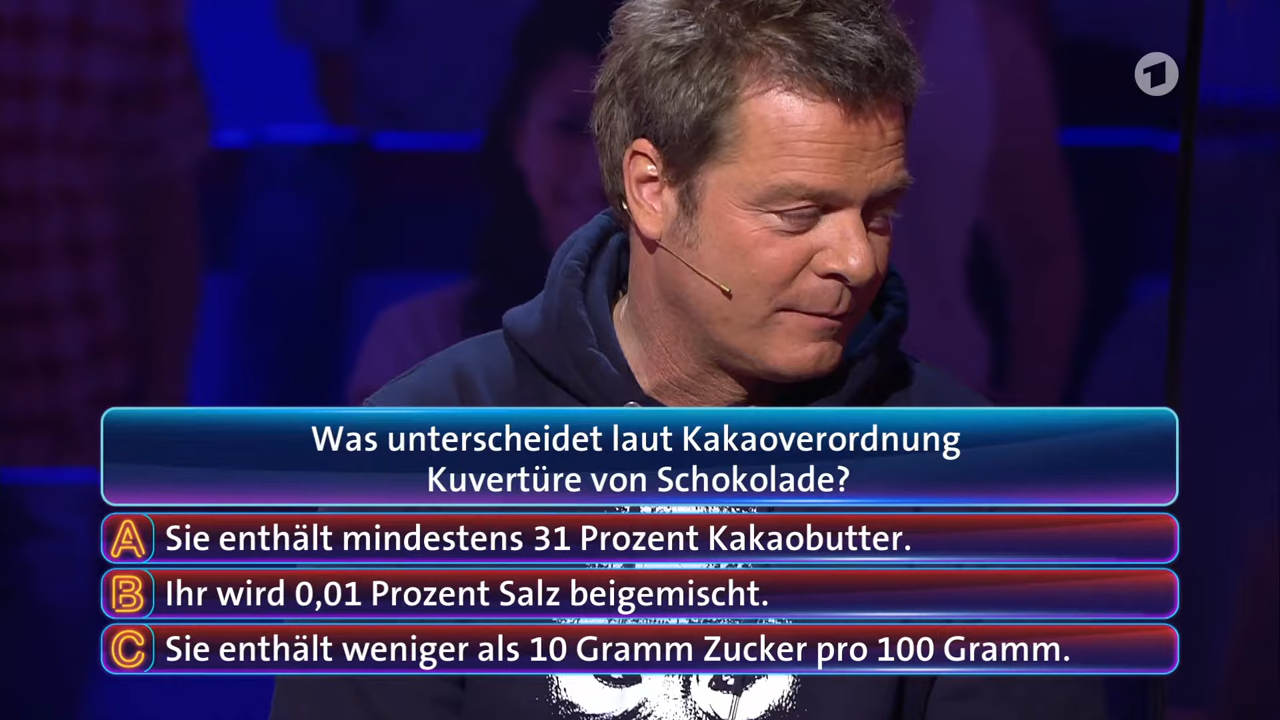 1
Was unterscheidet laut Kakaoverordnung
Kuvertüre von Schokolade?
A Sie enthält mindestens 31 Prozent Kakaobutter.
B Ihr wird 0,01 Prozent Salz beigemischt.
C Sie enthält weniger als 10 Gramm Zucker pro 100 Gramm.